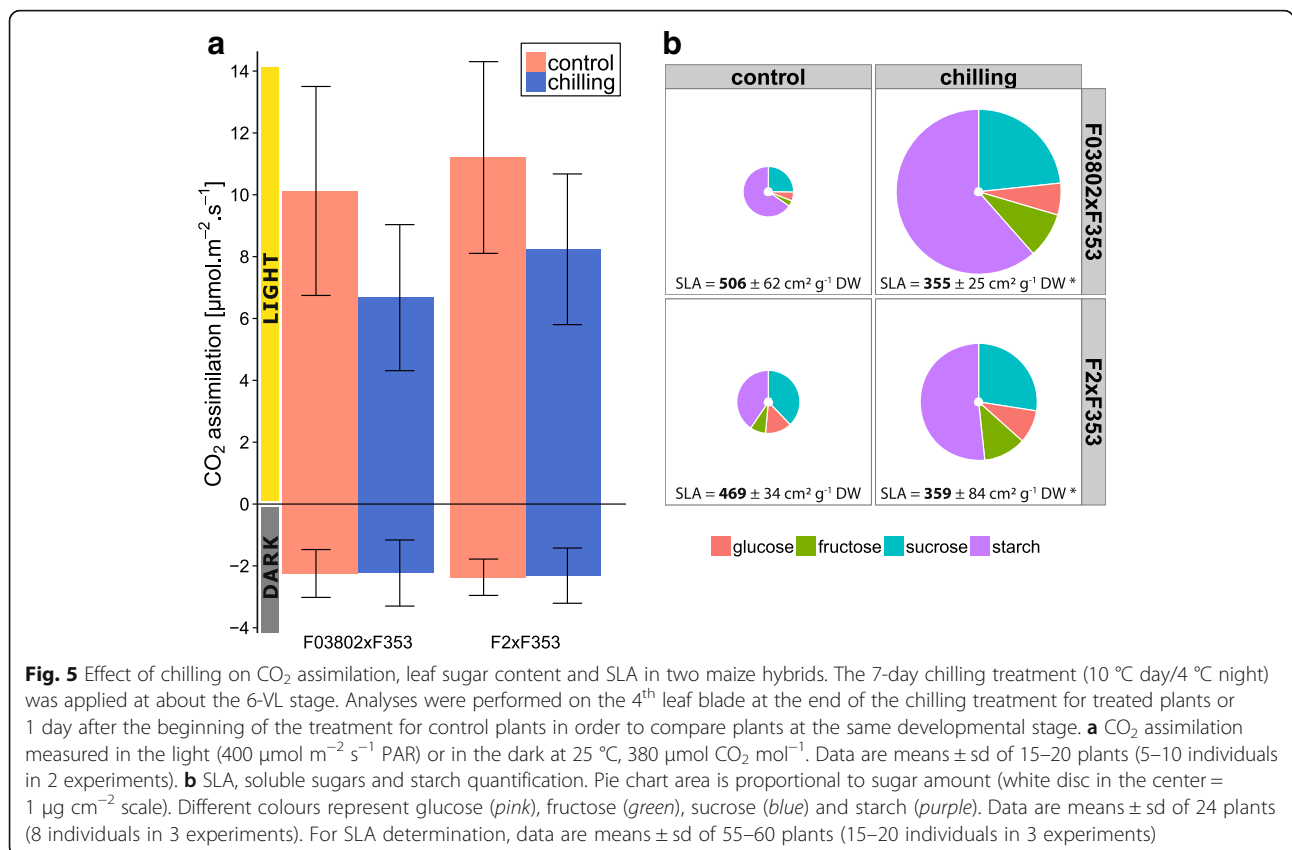 a
CO₂ assimilation [µmol.m⁻².s⁻¹]
14
12
10
8
6
4
2
0
−2
−4
LIGHT
DARK
control
chilling
F03802xF353
F2xF353
b
control
chilling
F03802xF353
F2xF353
SLA = 506 ± 62 cm² g⁻¹ DW
SLA = 355 ± 25 cm² g⁻¹ DW *
SLA = 469 ± 34 cm² g⁻¹ DW
SLA = 359 ± 84 cm² g⁻¹ DW *
glucose fructose sucrose starch
Fig. 5 Effect of chilling on CO₂ assimilation, leaf sugar content and SLA in two maize hybrids. The 7-day chilling treatment (10 °C day/4 °C night)
was applied at about the 6-VL stage. Analyses were performed on the 4ᵗʰ leaf blade at the end of the chilling treatment for treated plants or
1 day after the beginning of the treatment for control plants in order to compare plants at the same developmental stage. a CO₂ assimilation
measured in the light (400 µmol m⁻² s⁻¹ PAR) or in the dark at 25 °C, 380 µmol CO₂ mol⁻¹. Data are means ± sd of 15–20 plants (5–10 individuals
in 2 experiments). b SLA, soluble sugars and starch quantification. Pie chart area is proportional to sugar amount (white disc in the center =
1 µg cm⁻² scale). Different colours represent glucose (pink), fructose (green), sucrose (blue) and starch (purple). Data are means ± sd of 24 plants
(8 individuals in 3 experiments). For SLA determination, data are means ± sd of 55–60 plants (15–20 individuals in 3 experiments)